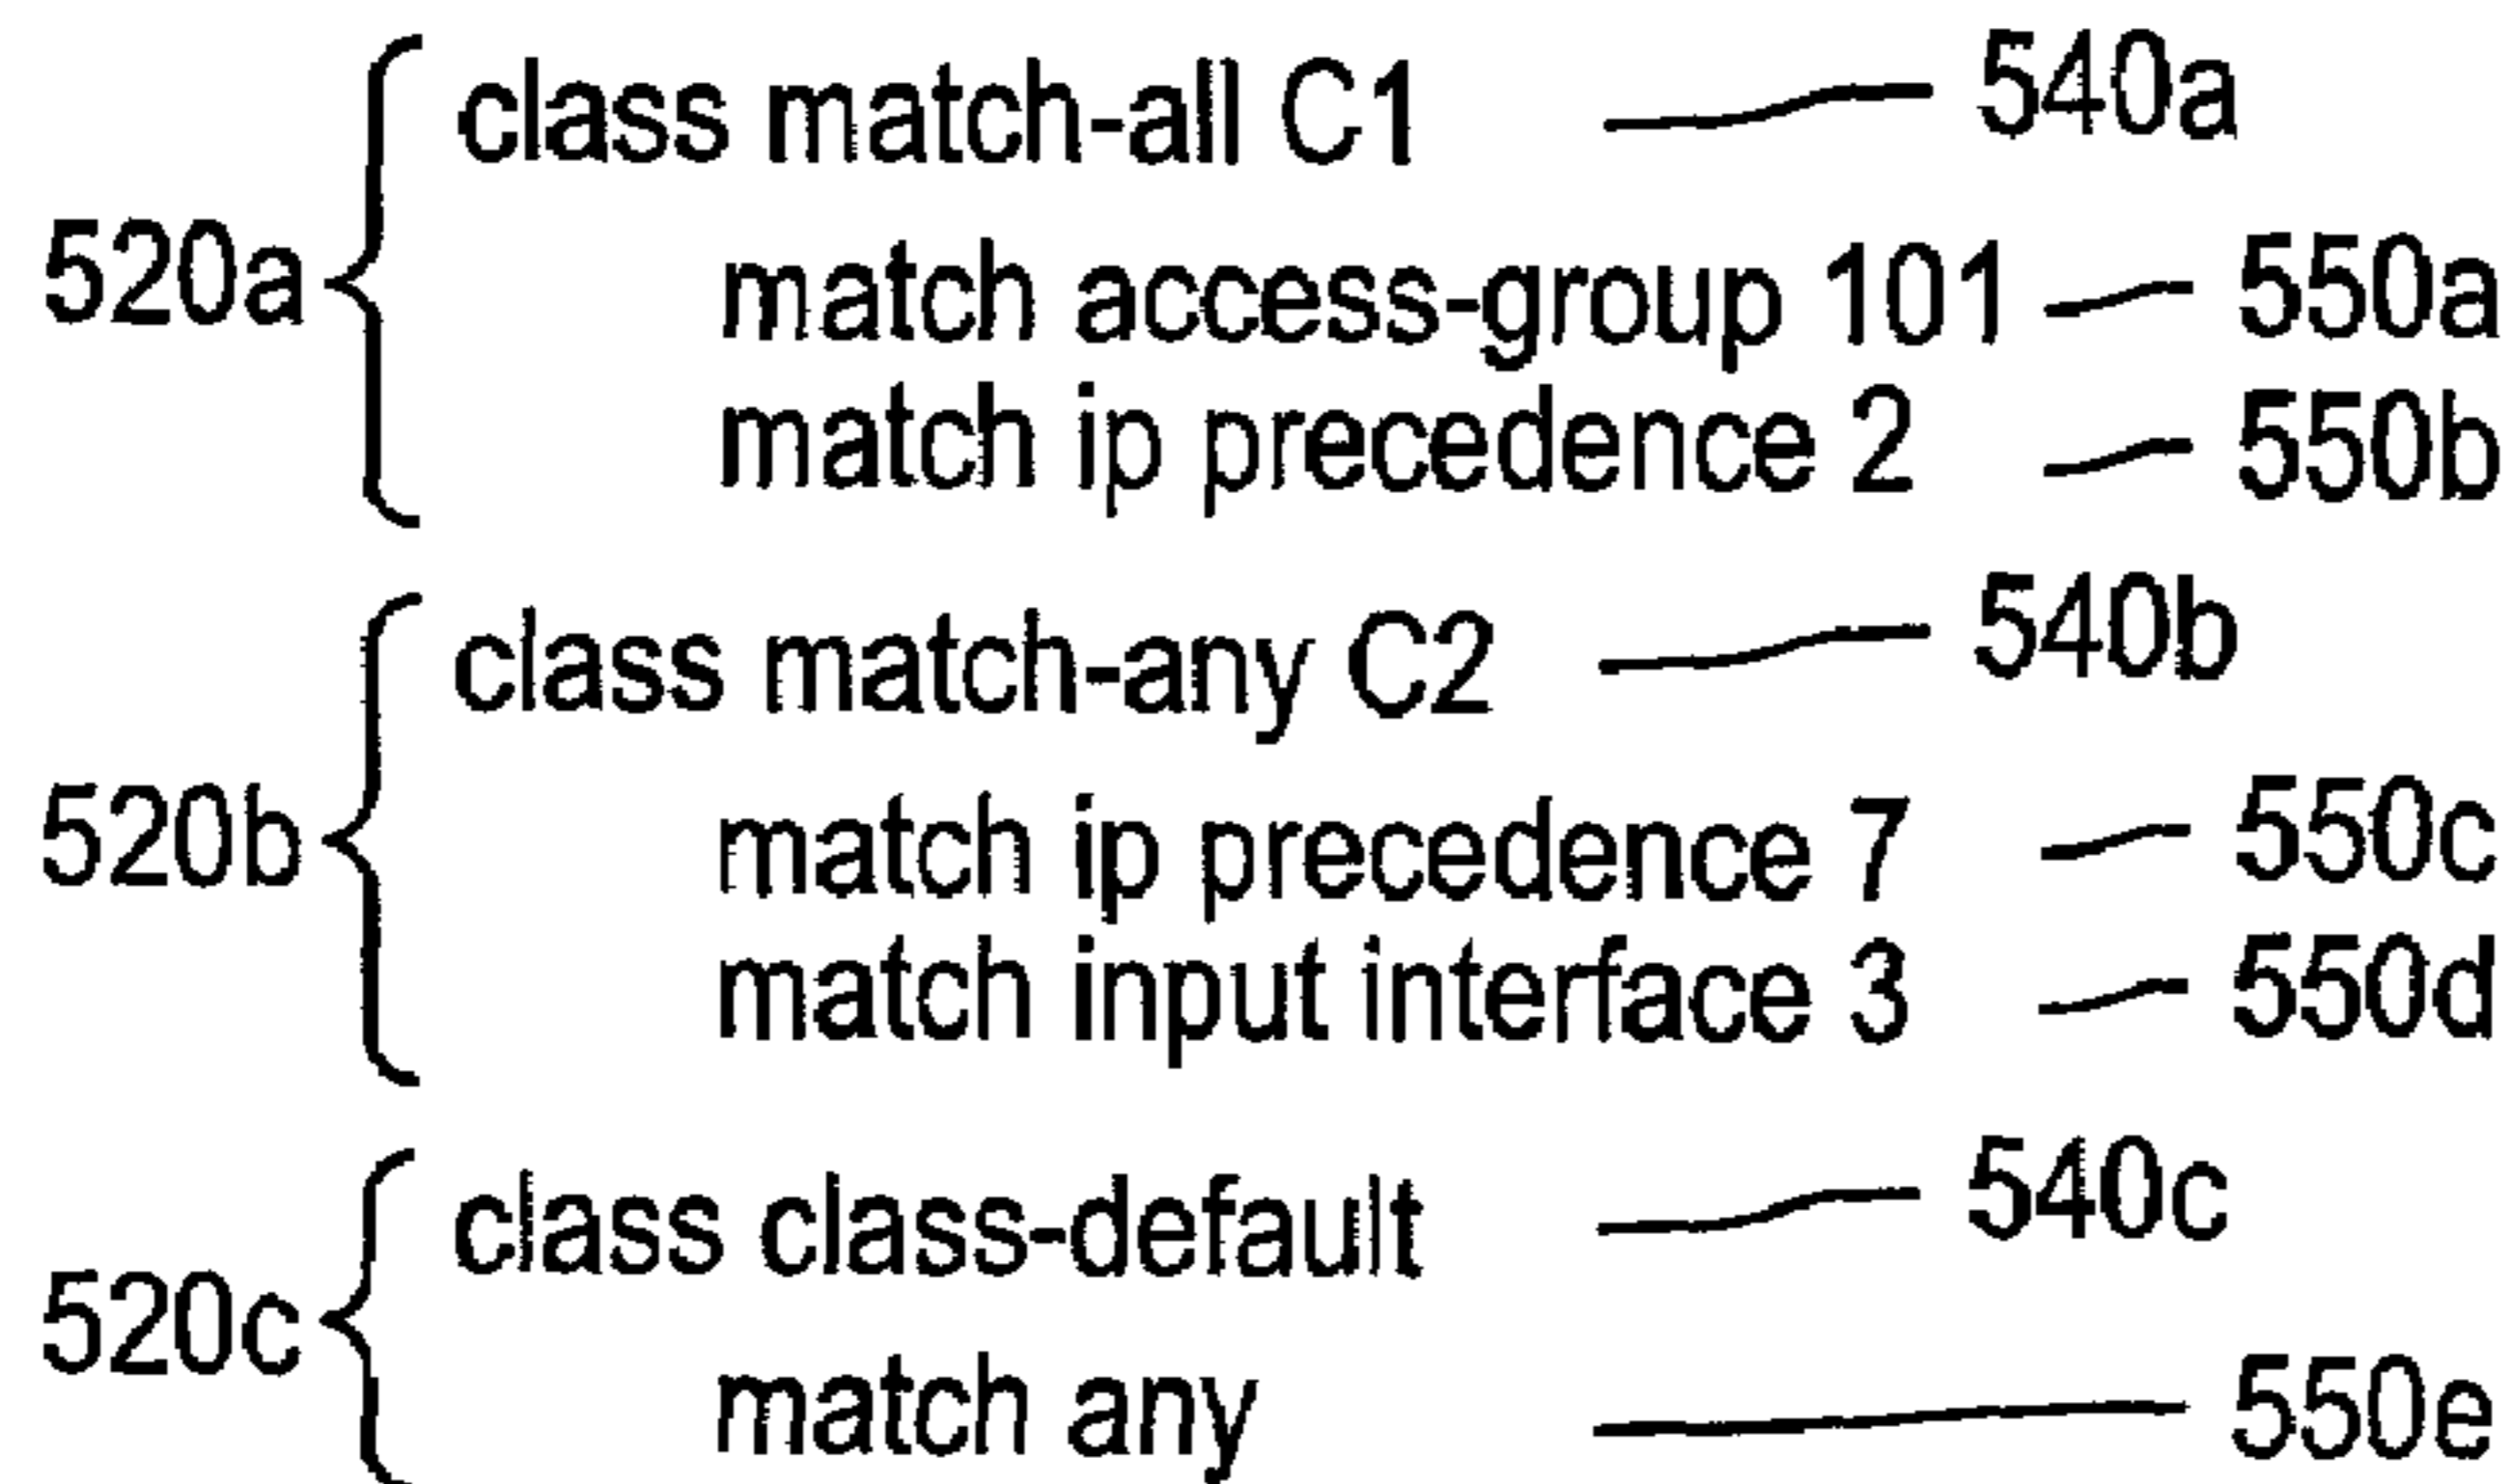 class match-all C1 540a
520a
match access-group 101 550a
match ip precedence 2 550b
class match-any C2 540b
520b
match ip precedence 7 550c
match input interface 3 550d
class class-default 540c
520c
match any 550e